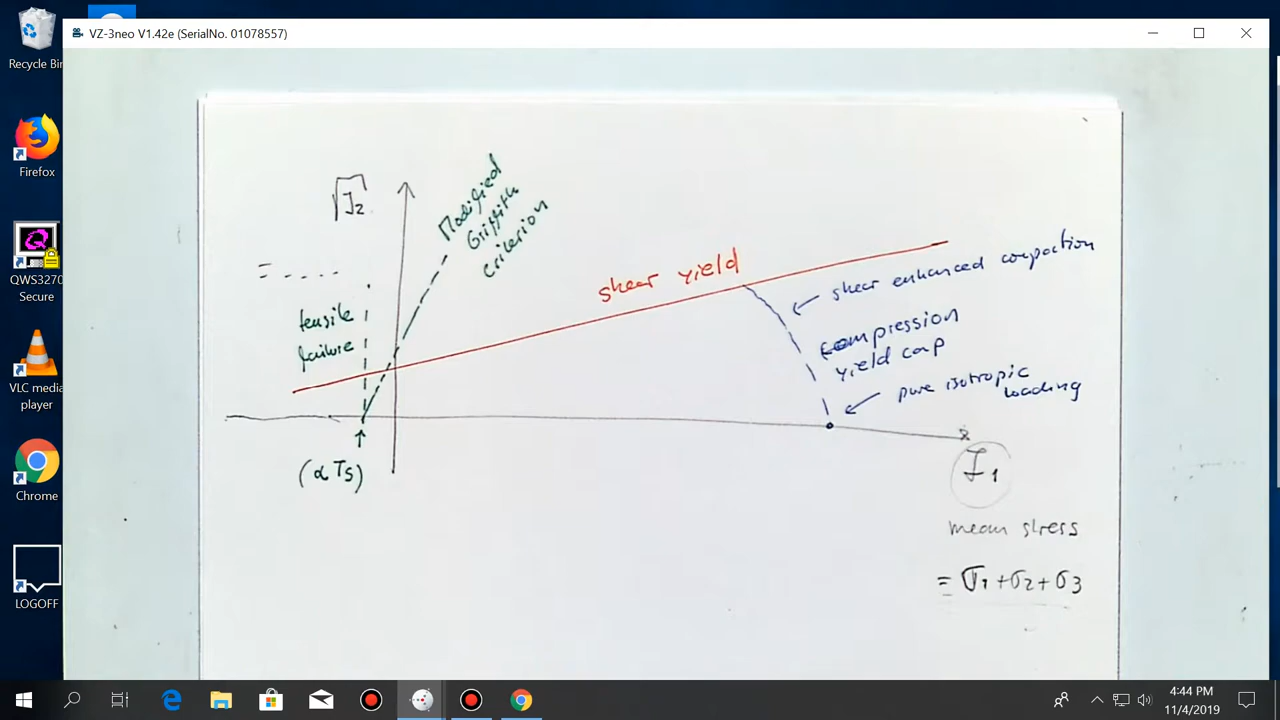 VZ-3neo V1.42e (SerialNo. 01078557)
Recycle Bin
Firefox
QWS3270
Secure
VLC media
player
Chrome
LOGOFF
√J2
= - - - - -
Modified
Griffith
criterion
tensile
failure
(α TS)
shear yield
shear enhanced compaction
compression
yield cap
pure isotropic
loading
I1
mean stress
= σ1 + σ2 + σ3
4:44 PM
11/4/2019